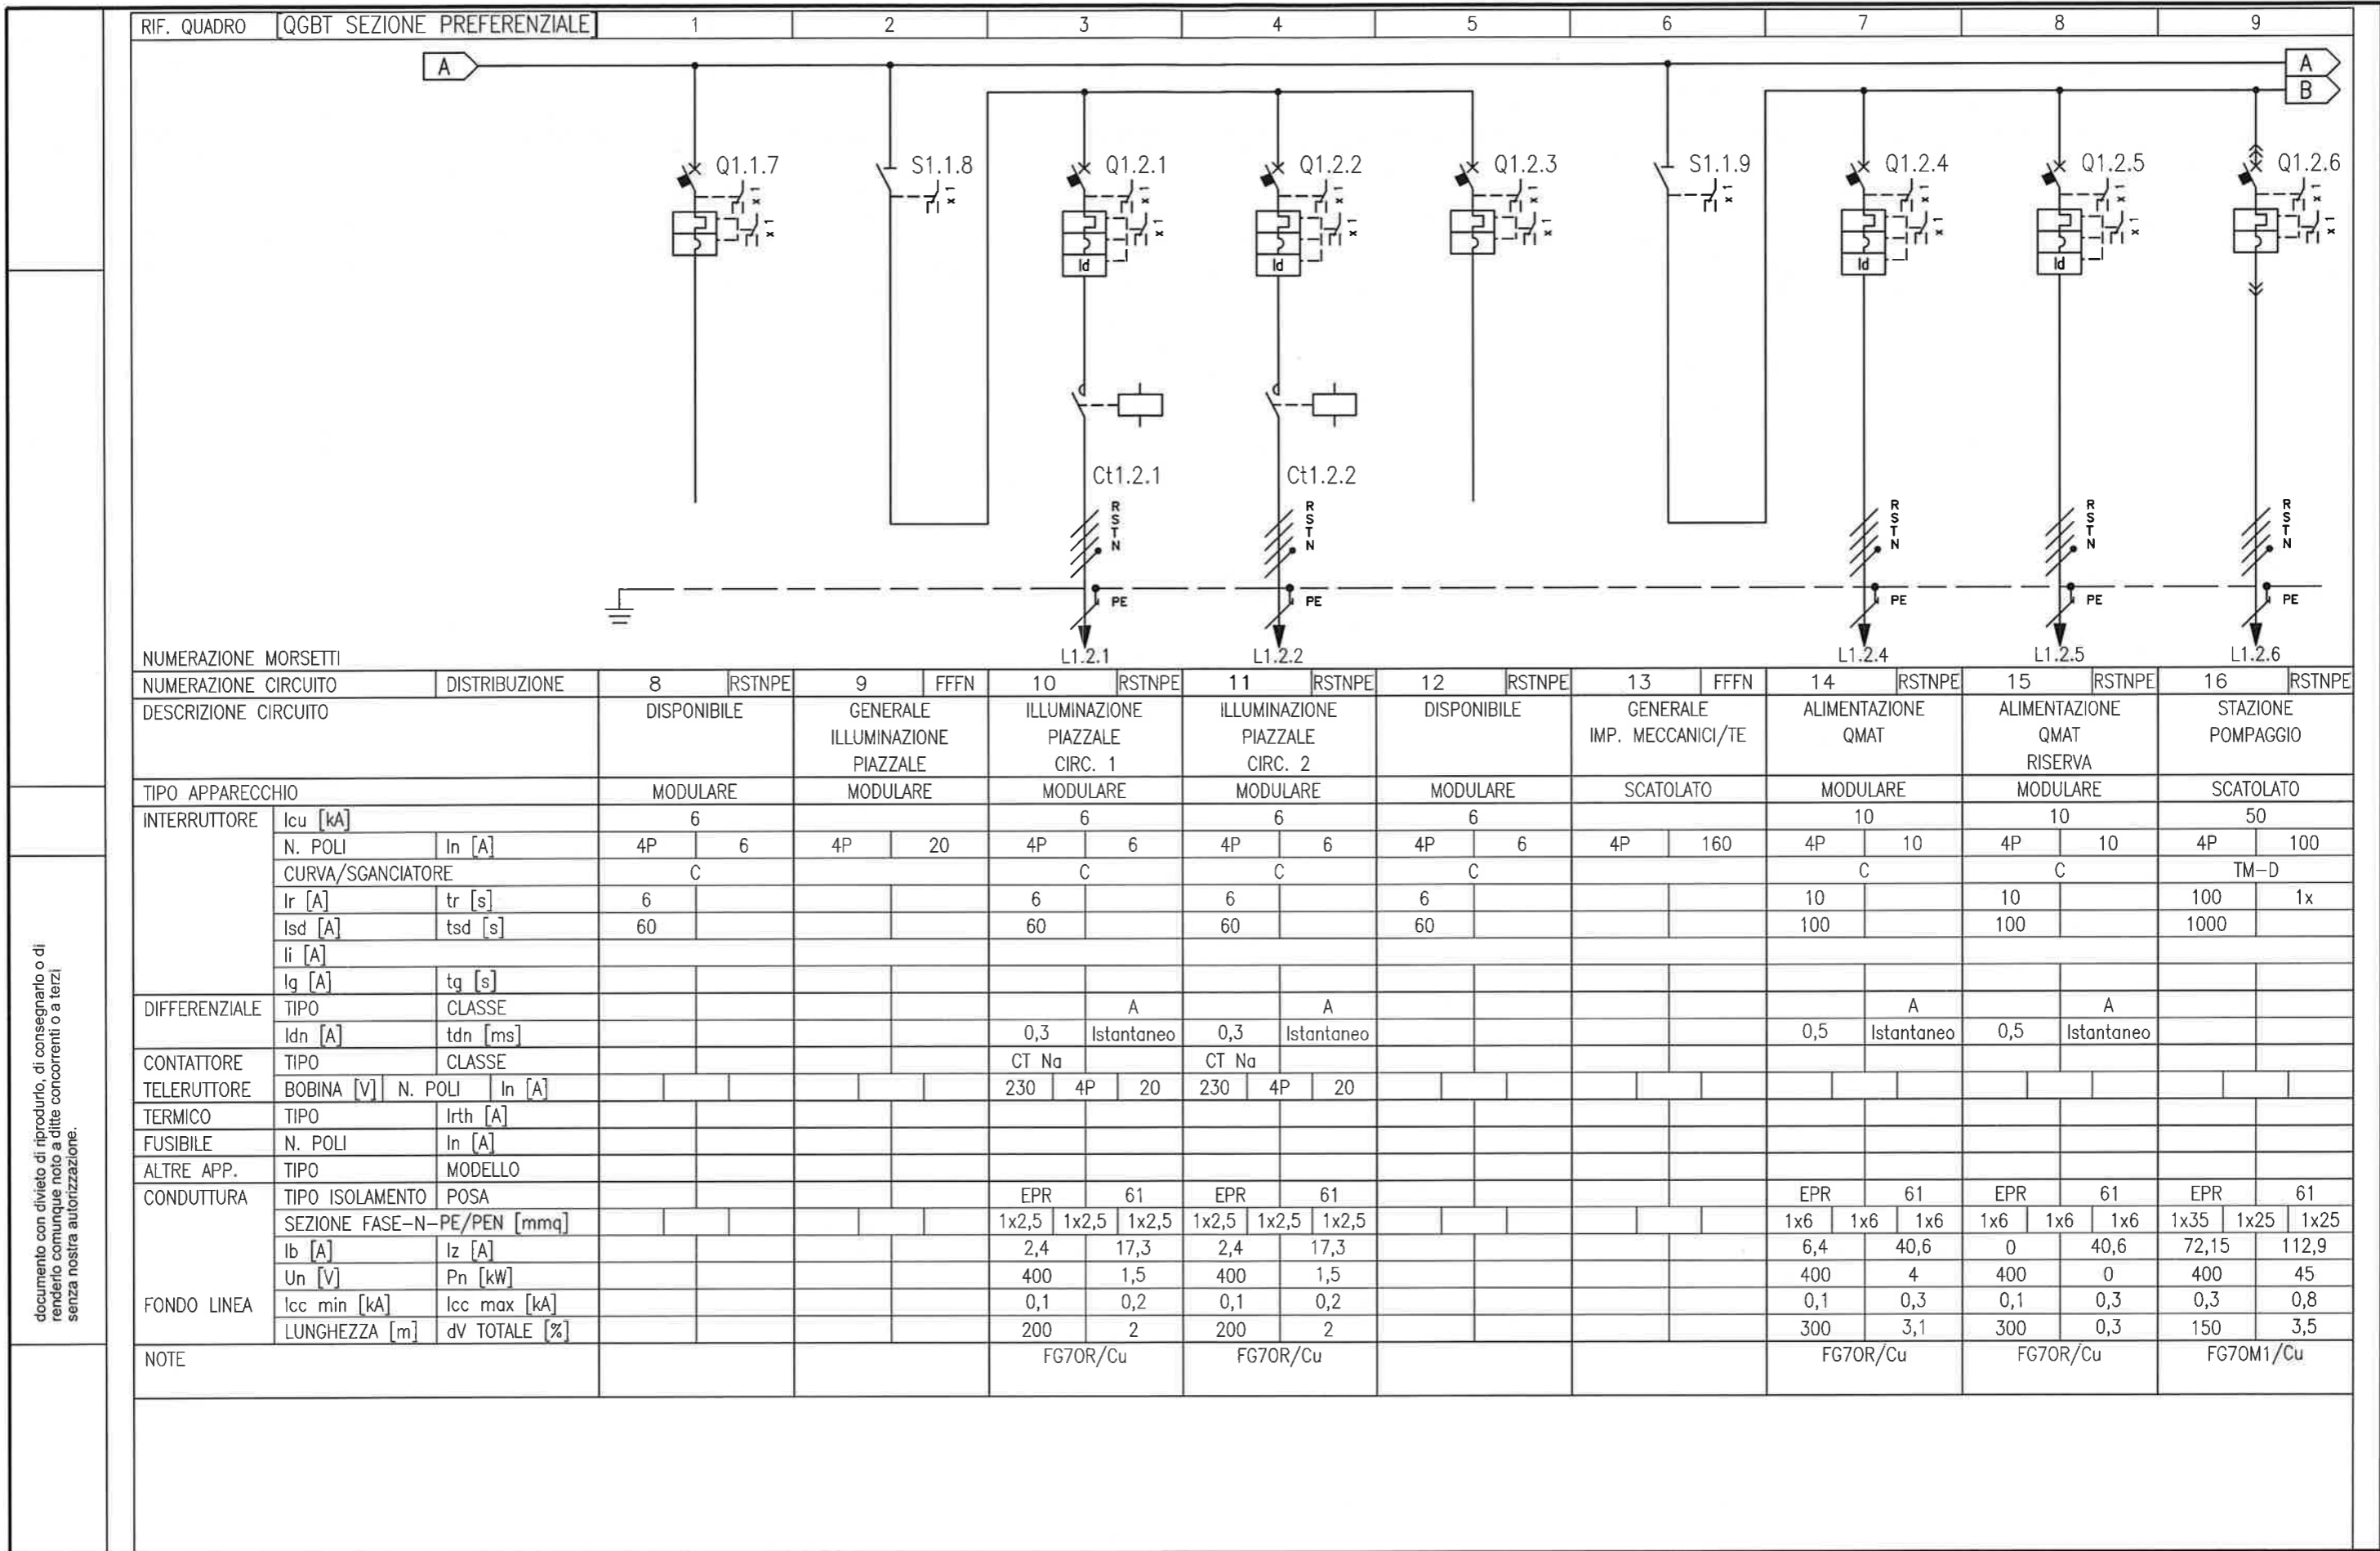 RIF. QUADRO [QGBT SEZIONE PREFERENZIALE] 1 2 3 4 5 6 7 8 9
A A
B
Q1.1.7 S1.1.8 Q1.2.1 Q1.2.2 Q1.2.3 S1.1.9 Q1.2.4 Q1.2.5 Q1.2.6
Id Id Id Id
Ct1.2.1 Ct1.2.2
R S T N R S T N R S T N R S T N R S T N
PE PE PE PE PE
NUMERAZIONE MORSETTI L1.2.1 L1.2.2 L1.2.4 L1.2.5 L1.2.6
NUMERAZIONE CIRCUITO DISTRIBUZIONE 8 RSTNPE 9 FFFN 10 RSTNPE 11 RSTNPE 12 RSTNPE 13 FFFN 14 RSTNPE 15 RSTNPE 16 RSTNPE
DESCRIZIONE CIRCUITO DISPONIBILE GENERALE ILLUMINAZIONE ILLUMINAZIONE DISPONIBILE GENERALE ALIMENTAZIONE ALIMENTAZIONE STAZIONE
ILLUMINAZIONE PIAZZALE PIAZZALE IMP. MECCANICI/TE QMAT QMAT POMPAGGIO
PIAZZALE CIRC. 1 CIRC. 2 RISERVA
TIPO APPARECCHIO MODULARE MODULARE MODULARE MODULARE MODULARE SCATOLATO MODULARE MODULARE SCATOLATO
INTERRUTTORE Icu [kA] 6 6 6 6 10 10 50
N. POLI In [A] 4P 6 4P 20 4P 6 4P 6 4P 6 4P 160 4P 10 4P 10 4P 100
CURVA/SGANCIATORE C C C C C C TM-D
Ir [A] tr [s] 6 6 6 6 10 10 100 1x
Isd [A] tsd [s] 60 60 60 60 100 100 1000
Ii [A]
Ig [A] tg [s]
DIFFERENZIALE TIPO CLASSE A A A A
Idn [A] tdn [ms] 0,3 Istantaneo 0,3 Istantaneo 0,5 Istantaneo 0,5 Istantaneo
CONTATTORE TIPO CLASSE CT Na CT Na
TELERUTTORE BOBINA [V] N. POLI In [A] 230 4P 20 230 4P 20
TERMICO TIPO Irth [A]
FUSIBILE N. POLI In [A]
ALTRE APP. TIPO MODELLO
CONDUTTURA TIPO ISOLAMENTO POSA EPR 61 EPR 61 EPR 61 EPR 61 EPR 61
SEZIONE FASE-N-PE/PEN [mmq] 1x2,5 1x2,5 1x2,5 1x2,5 1x2,5 1x2,5 1x6 1x6 1x6 1x6 1x6 1x6 1x35 1x25 1x25
Ib [A] Iz [A] 2,4 17,3 2,4 17,3 6,4 40,6 0 40,6 72,15 112,9
Un [V] Pn [kW] 400 1,5 400 1,5 400 4 400 0 400 45
FONDO LINEA Icc min [kA] Icc max [kA] 0,1 0,2 0,1 0,2 0,1 0,3 0,1 0,3 0,3 0,8
LUNGHEZZA [m] dV TOTALE [%] 200 2 200 2 300 3,1 300 0,3 150 3,5
NOTE FG7OR/Cu FG7OR/Cu FG7OR/Cu FG7OR/Cu FG7OM1/Cu
documento con divieto di riprodurlo, di consegnarlo o di
renderlo comunque noto a ditte concorrenti o a terzi
senza nostra autorizzazione.